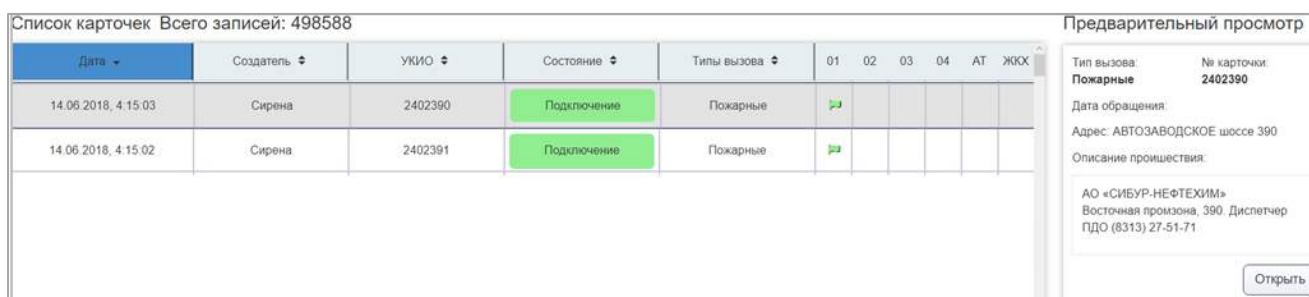 Список карточек Всего записей: 498588
Дата Создатель УКИО Состояние Типы вызова 01 02 03 04 АТ ЖКХ
14.06.2018, 4:15:03 Сирена 2402390 Подключение Пожарные
14.06.2018, 4:15:02 Сирена 2402391 Подключение Пожарные
Предварительный просмотр
Тип вызова: № карточки:
Пожарные 2402390
Дата обращения:
Адрес: АВТОЗАВОДСКОЕ шоссе 390
Описание проишествия:
АО «СИБУР-НЕФТЕХИМ»
Восточная промзона, 390. Диспетчер
ПДО (8313) 27-51-71
Открыть